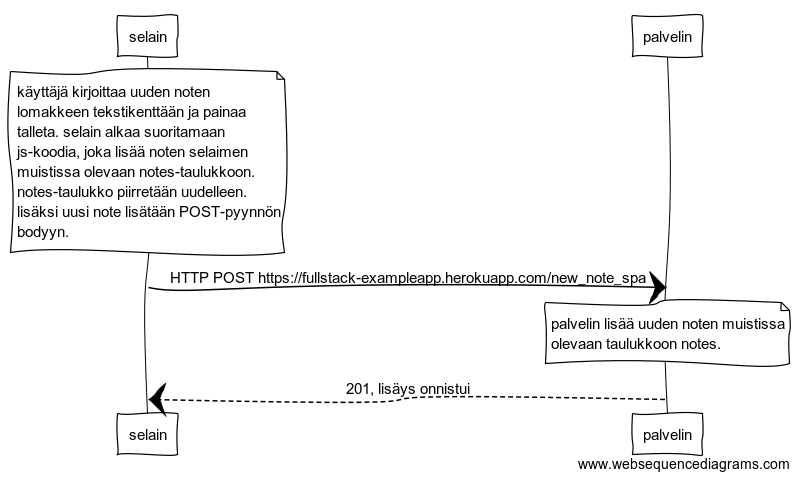 selain
palvelin
käyttäjä kirjoittaa uuden noten
lomakkeen tekstikenttään ja painaa
talleta. selain alkaa suoritamaan
js-koodia, joka lisää noten selaimen
muistissa olevaan notes-taulukkoon.
notes-taulukko piirretään uudelleen.
lisäksi uusi note lisätään POST-pyynnön
bodyyn.
HTTP POST https://fullstack-exampleapp.herokuapp.com/new_note_spa
palvelin lisää uuden noten muistissa
olevaan taulukkoon notes.
201, lisäys onnistui
selain
palvelin
www.websequencediagrams.com